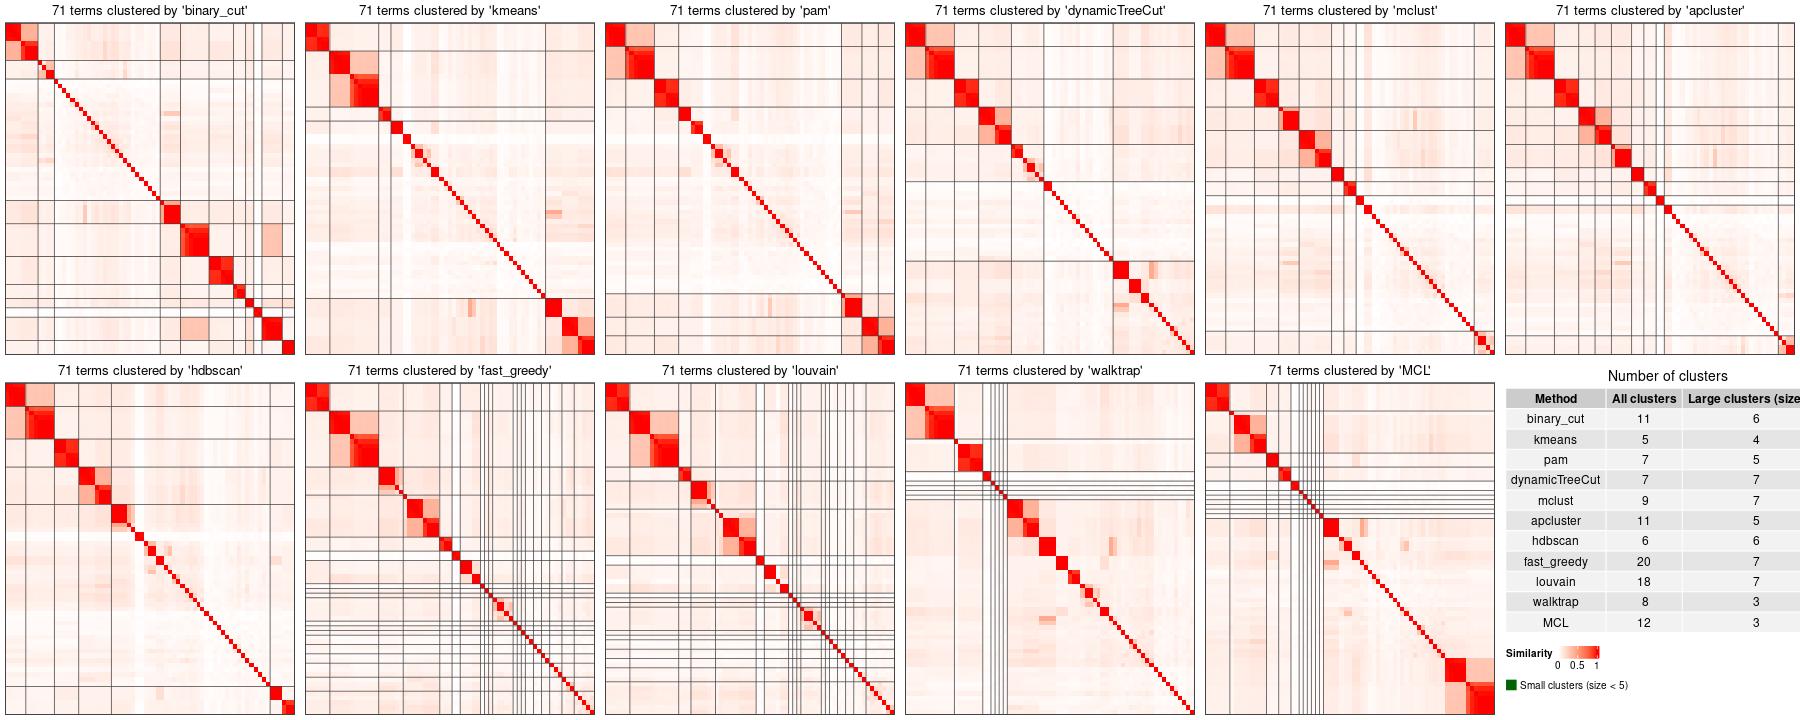 71 terms clustered by 'binary_cut'
71 terms clustered by 'kmeans'
71 terms clustered by 'pam'
71 terms clustered by 'dynamicTreeCut'
71 terms clustered by 'mclust'
71 terms clustered by 'apcluster'
71 terms clustered by 'hdbscan'
71 terms clustered by 'fast_greedy'
71 terms clustered by 'louvain'
71 terms clustered by 'walktrap'
71 terms clustered by 'MCL'
Number of clusters
Method All clusters Large clusters (size
binary_cut 11 6
kmeans 5 4
pam 7 5
dynamicTreeCut 7 7
mclust 9 7
apcluster 11 5
hdbscan 6 6
fast_greedy 20 7
louvain 18 7
walktrap 8 3
MCL 12 3
Similarity
0 0.5 1
Small clusters (size < 5)